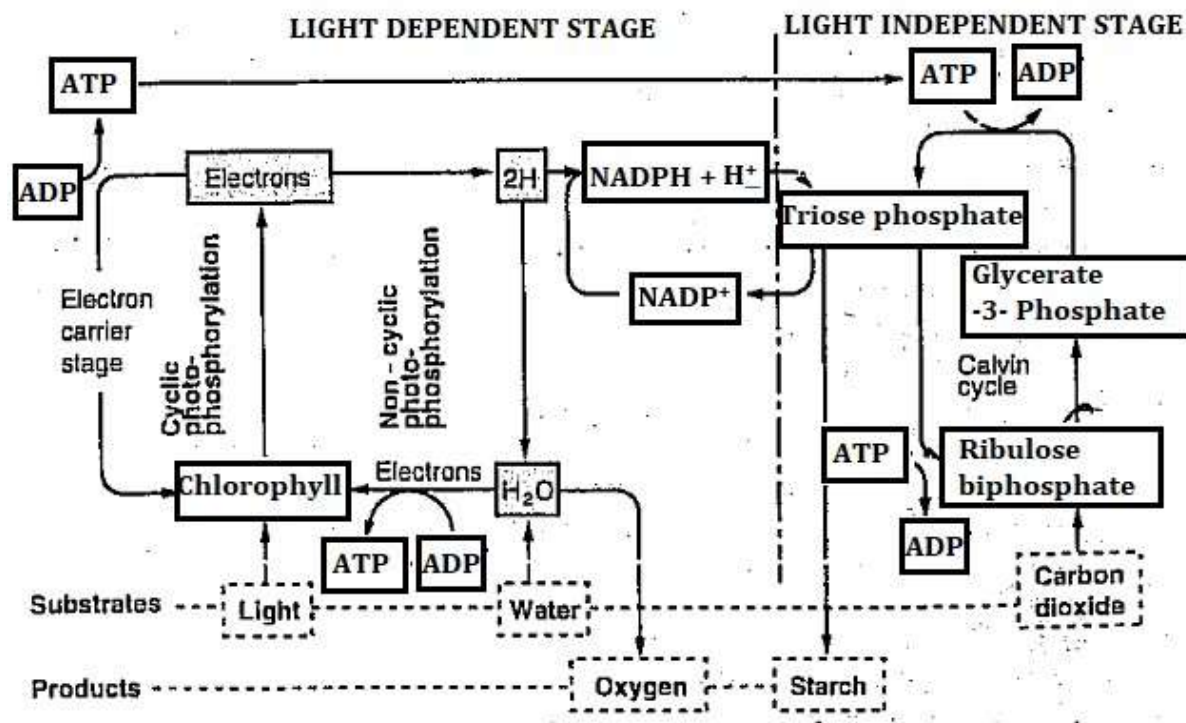 LIGHT DEPENDENT STAGE
LIGHT INDEPENDENT STAGE
ATP
ATP
ADP
ADP
Electrons
2H
NADPH + H+
Triose phosphate
NADP+
Glycerate
-3- Phosphate
Electron
carrier
stage
Cyclic
photo-
phosphorylation
Non-cyclic
photo-
phosphorylation
Calvin
cycle
Chlorophyll
Electrons
H₂O
ATP
Ribulose
biphosphate
ATP
ADP
ADP
Substrates
Light
Water
Carbon
dioxide
Products
Oxygen
Starch